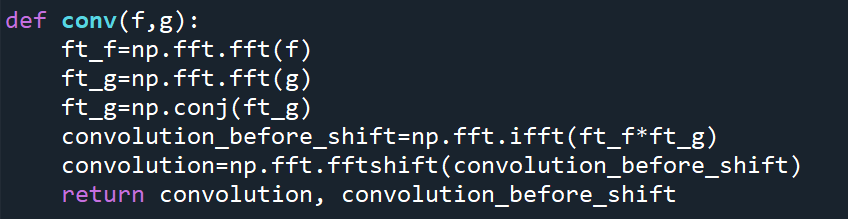 def conv(f,g):
    ft_f=np.fft.fft(f)
    ft_g=np.fft.fft(g)
    ft_g=np.conj(ft_g)
    convolution_before_shift=np.fft.ifft(ft_f*ft_g)
    convolution=np.fft.fftshift(convolution_before_shift)
    return convolution, convolution_before_shift